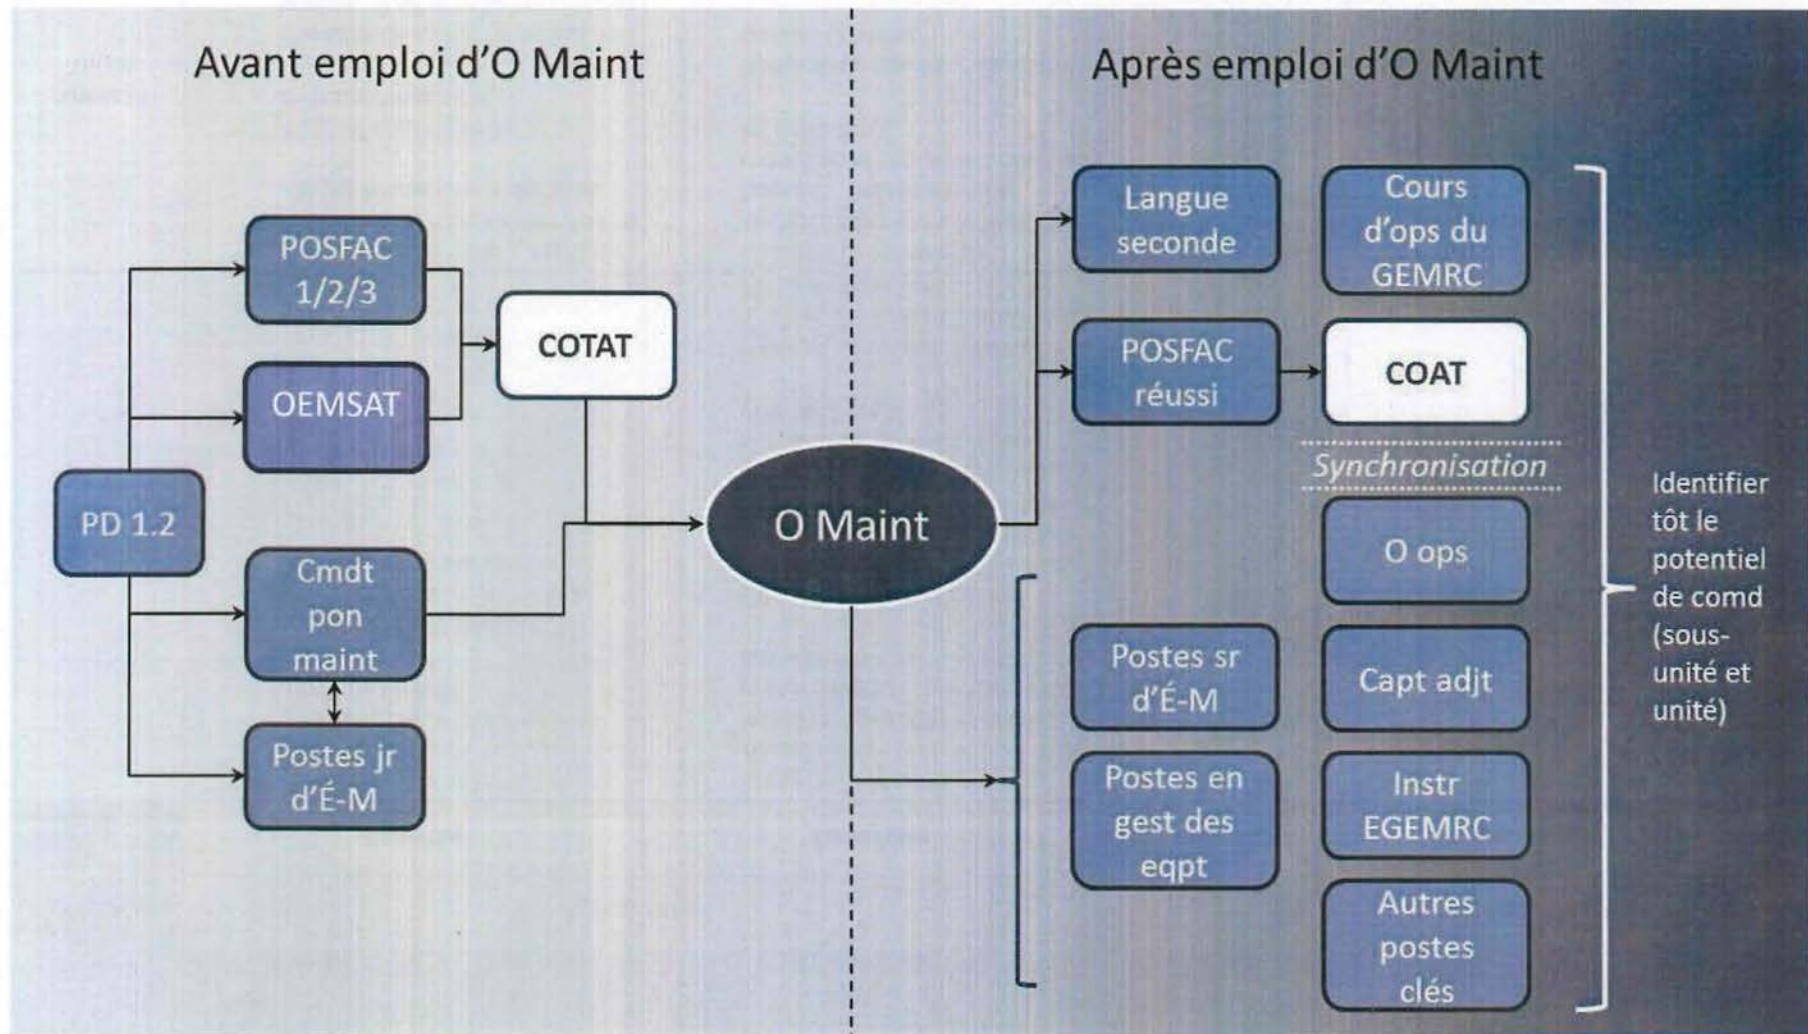 Avant emploi d'O Maint
Après emploi d'O Maint
POSFAC
1/2/3
OEMSAT
COTAT
PD 1.2
Cmdt
pon
maint
Postes jr
d'É-M
O Maint
Langue
seconde
Cours
d'ops du
GEMRC
POSFAC
réussi
COAT
Synchronisation
O ops
Postes sr
d'É-M
Capt adjt
Postes en
gest des
eqpt
Instr
EGEMRC
Autres
postes
clés
Identifier
tôt le
potentiel
de comd
(sous-
unité et
unité)